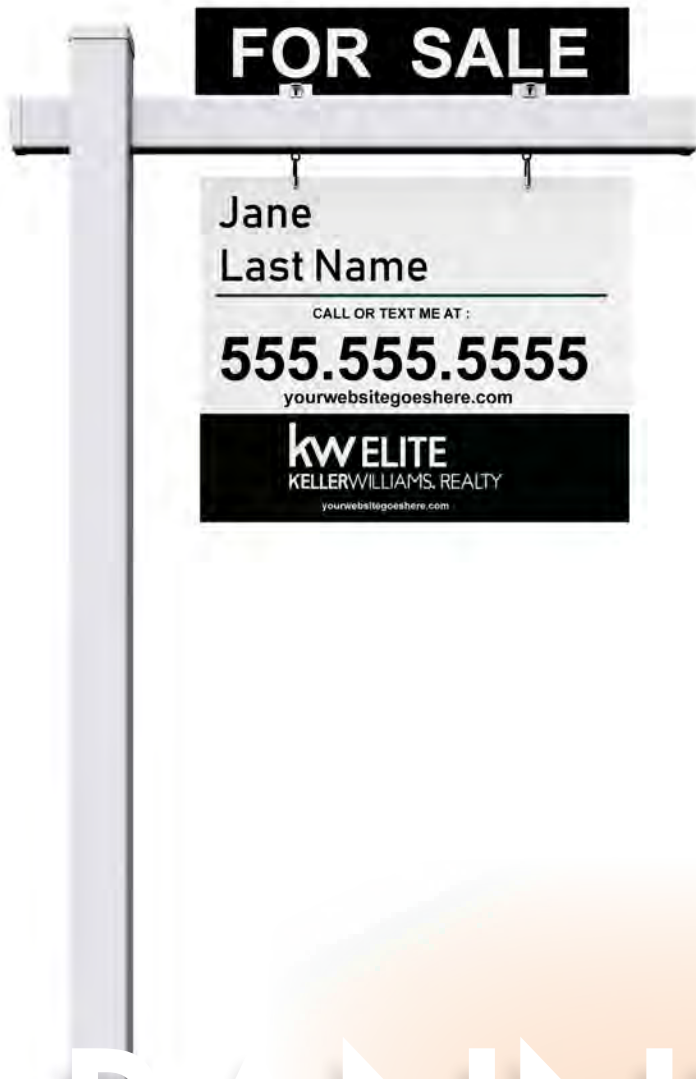 FOR SALE
Jane
Last Name
CALL OR TEXT ME AT :
555.555.5555
yourwebsitegoeshere.com
kw ELITE
KELLERWILLIAMS. REALTY
yourwebsitegoeshere.com